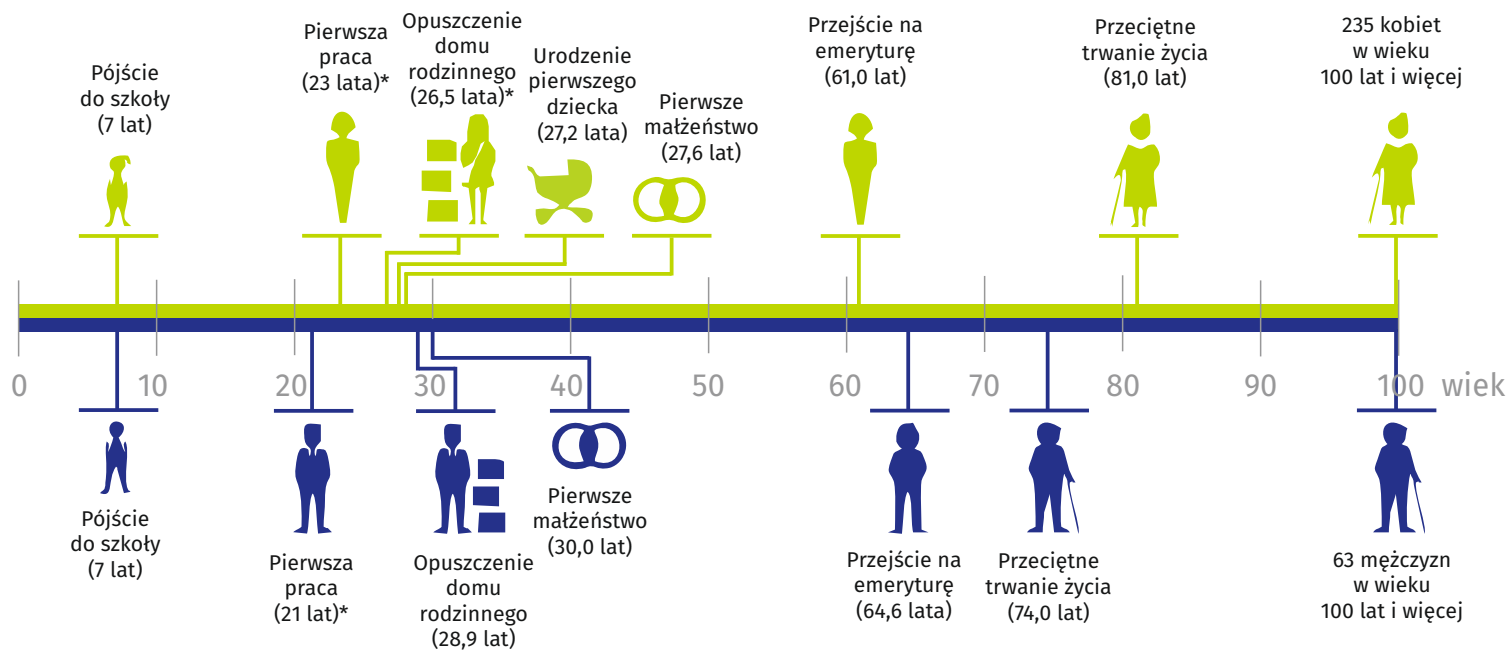 Pójście
do szkoły
(7 lat)
Pierwsza
praca
(23 lata)*
Opuszczenie
domu
rodzinnego
(26,5 lata)*
Urodzenie
pierwszego
dziecka
(27,2 lata)
Pierwsze
małżeństwo
(27,6 lat)
Przejście na
emeryturę
(61,0 lat)
Przeciętne
trwanie życia
(81,0 lat)
235 kobiet
w wieku
100 lat i więcej
0 10 20 30 40 50 60 70 80 90 100 wiek
Pójście
do szkoły
(7 lat)
Pierwsza
praca
(21 lat)*
Opuszczenie
domu
rodzinnego
(28,9 lat)
Pierwsze
małżeństwo
(30,0 lat)
Przejście na
emeryturę
(64,6 lata)
Przeciętne
trwanie życia
(74,0 lat)
63 mężczyzn
w wieku
100 lat i więcej